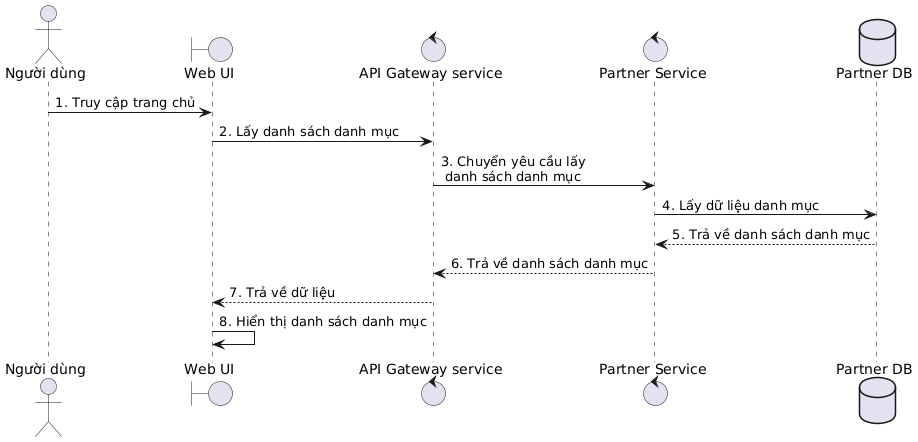 Người dùng
Web UI
API Gateway service
Partner Service
Partner DB
1. Truy cập trang chủ
2. Lấy danh sách danh mục
3. Chuyển yêu cầu lấy
danh sách danh mục
4. Lấy dữ liệu danh mục
5. Trả về danh sách danh mục
6. Trả về danh sách danh mục
7. Trả về dữ liệu
8. Hiển thị danh sách danh mục
Người dùng
Web UI
API Gateway service
Partner Service
Partner DB